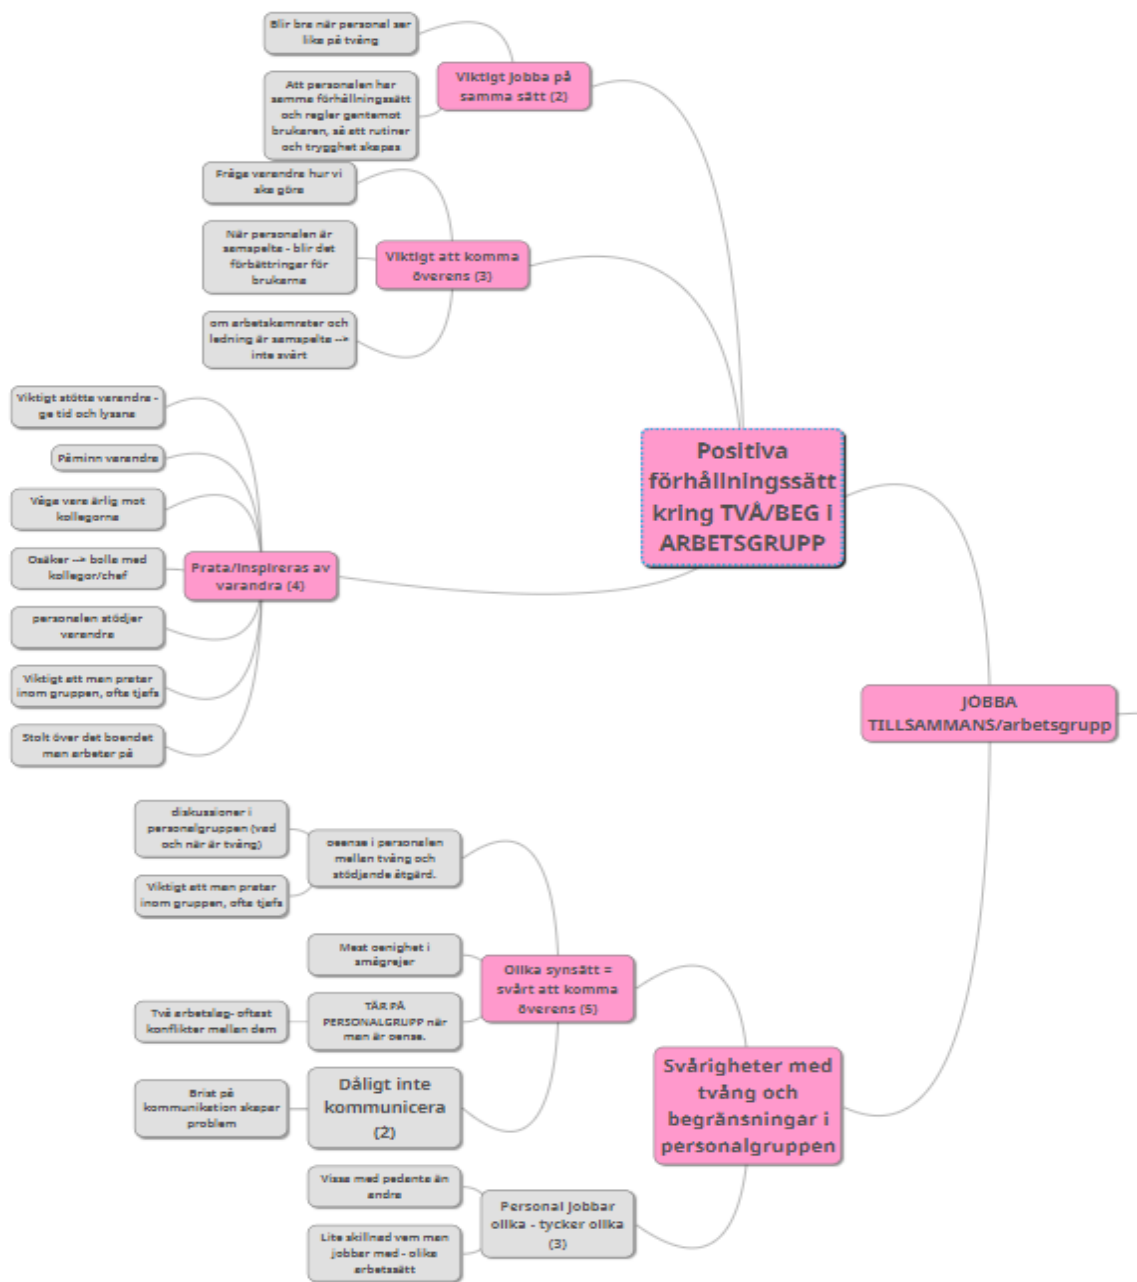 Blir bra när personal ser
lika på tvång
Viktigt jobba på
samma sätt (2)
Att personalen har
samma förhållningssätt
och regler gentemot
brukaren, så att rutiner
och trygghet skapas
Fråga varandra hur vi
ska göra
När personalen är
samspelta - blir det
förbättringar för
brukarna
Viktigt att komma
överens (3)
om arbetskamrater och
ledning är samspelta -->
inte svårt
Viktigt stötta varandra -
ge tid och lyssna
Påminn varandra
Våga vara ärlig mot
kollegorna
Osäker --> bolla med
kollegor/chef
Prata/inspireras av
varandra (4)
personalen stödjer
varandra
Viktigt att man pratar
inom gruppen, ofta tjafs
Stolt över det boendet
man arbetar på
Positiva
förhållningssätt
kring TVÅ/BEG i
ARBETSGRUPP
JOBBA
TILLSAMMANS/arbetsgrupp
diskussioner i
personalgruppen (vad
och när är tvång)
oeense i personalen
mellan tvång och
stödjande åtgärd.
Viktigt att man pratar
inom gruppen, ofta tjafs
Mest oenighet i
smågrejer
Olika synsätt =
svårt att komma
överens (5)
Två arbetslag- oftast
konflikter mellan dem
TÄR PÅ
PERSONALGRUPP när
man är oense.
Brist på
kommunikation skapar
problem
Dåligt inte
kommunicera
(2)
Svårigheter med
tvång och
begränsningar i
personalgruppen
Vissa med pedanta än
andra
Personal jobbar
olika - tycker olika
(3)
Lite skillnad vem man
jobbar med - olika
arbetssätt